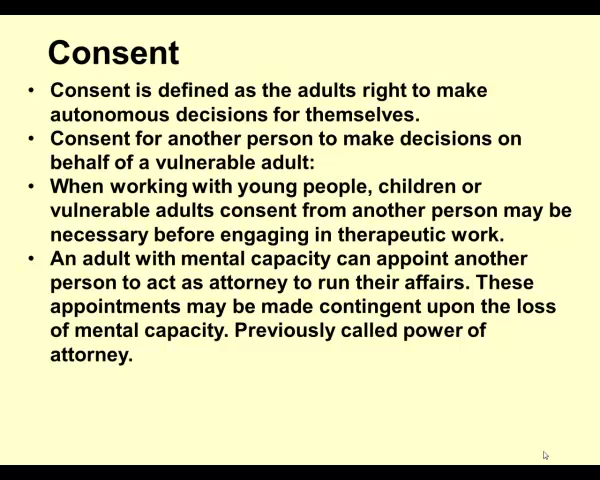 Consent
• Consent is defined as the adults right to make
autonomous decisions for themselves.
• Consent for another person to make decisions on
behalf of a vulnerable adult:
• When working with young people, children or
vulnerable adults consent from another person may be
necessary before engaging in therapeutic work.
• An adult with mental capacity can appoint another
person to act as attorney to run their affairs. These
appointments may be made contingent upon the loss
of mental capacity. Previously called power of
attorney.